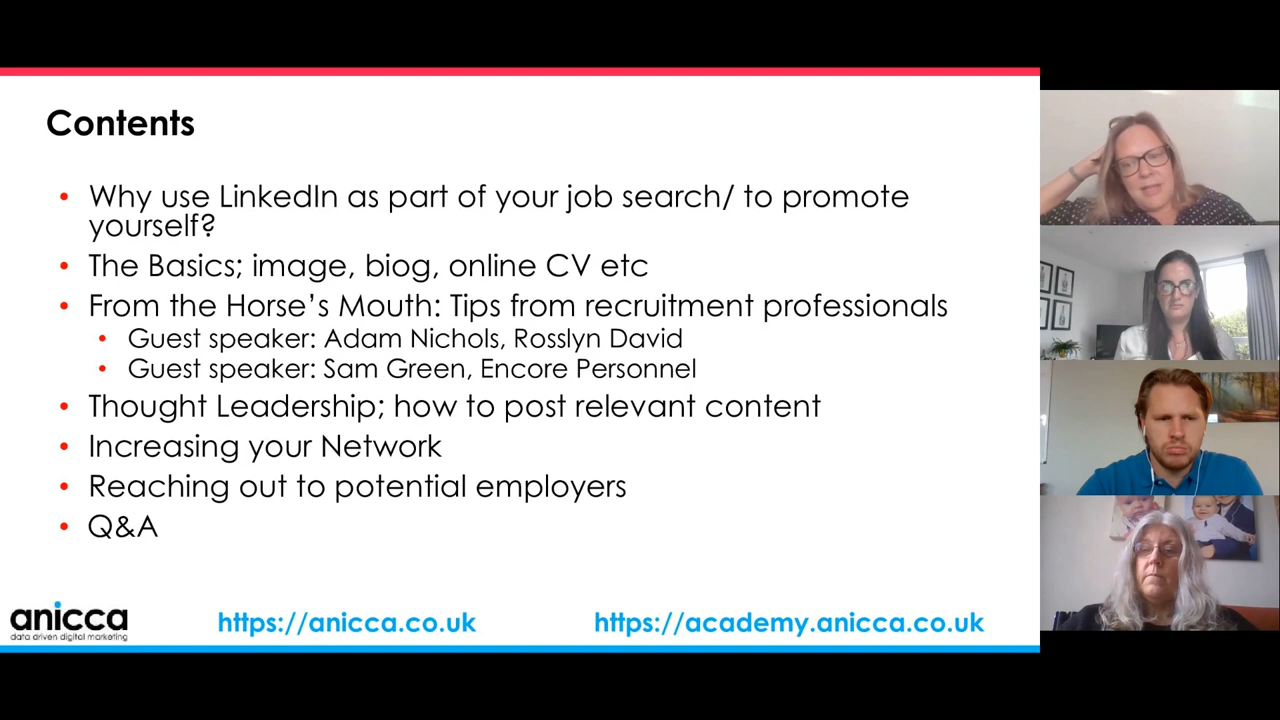 Contents
• Why use LinkedIn as part of your job search/ to promote
yourself?
• The Basics; image, biog, online CV etc
• From the Horse’s Mouth: Tips from recruitment professionals
• Guest speaker: Adam Nichols, Rosslyn David
• Guest speaker: Sam Green, Encore Personnel
• Thought Leadership; how to post relevant content
• Increasing your Network
• Reaching out to potential employers
• Q&A
anicca
data driven digital marketing
https://anicca.co.uk
https://academy.anicca.co.uk